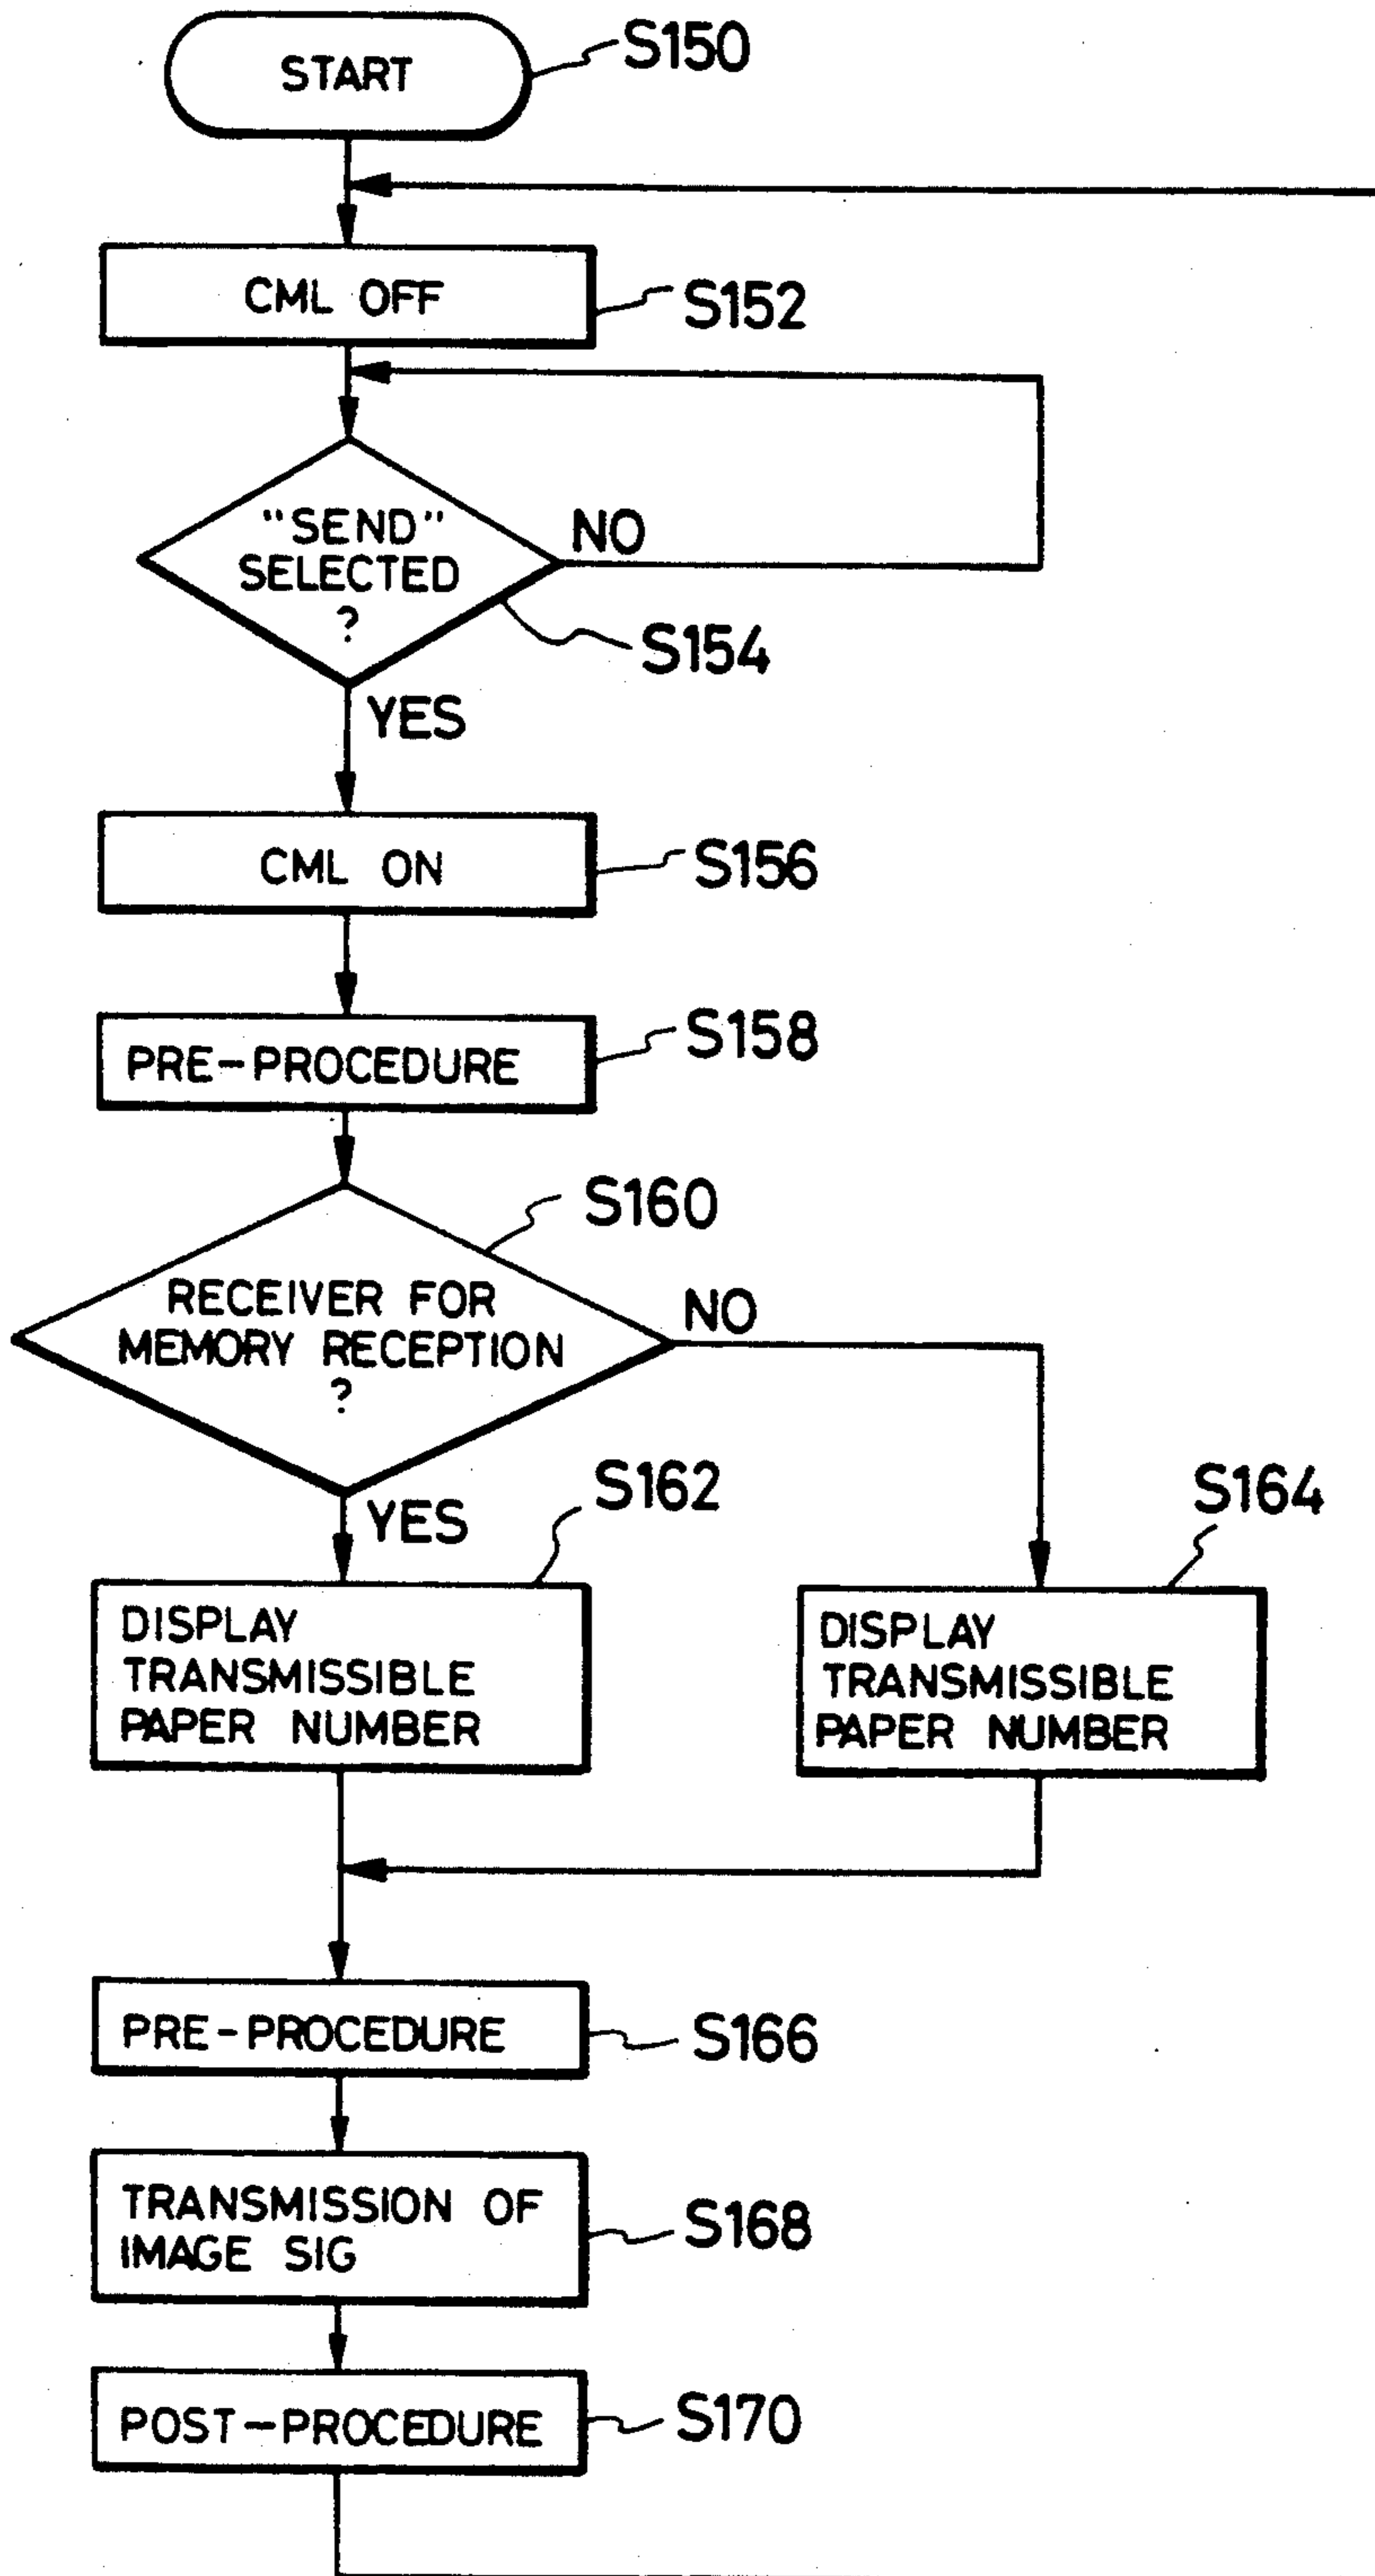 START
S150
CML OFF
S152
"SEND"
SELECTED
?
NO
S154
YES
CML ON
S156
PRE-PROCEDURE
S158
S160
RECEIVER FOR
MEMORY RECEPTION
?
NO
YES
S162
DISPLAY
TRANSMISSIBLE
PAPER NUMBER
S164
DISPLAY
TRANSMISSIBLE
PAPER NUMBER
PRE-PROCEDURE
S166
TRANSMISSION OF
IMAGE SIG
S168
POST-PROCEDURE
S170